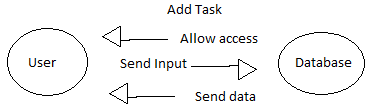 Add Task
Allow access
User
Send Input
Database
Send data